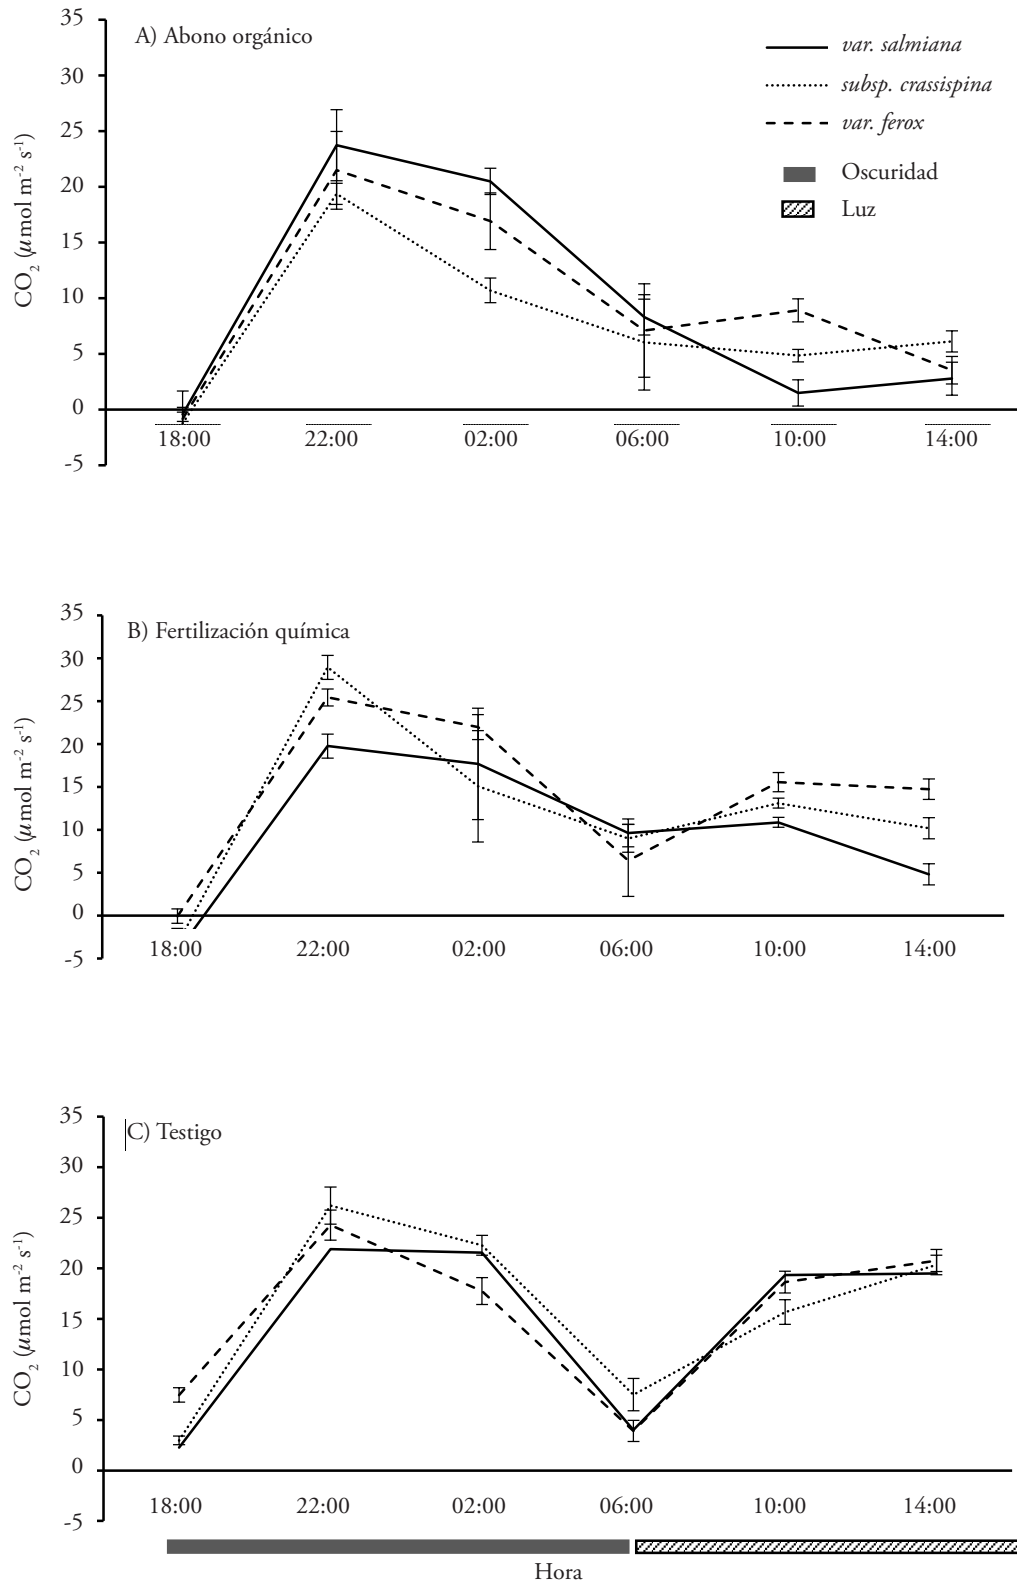 35
A) Abono orgánico
30
25
20
15
10
5
0
-5
CO2 (μmol m-2 s-1)
var. salmiana
subsp. crassispina
var. ferox
Oscuridad
Luz
18:00 22:00 02:00 06:00 10:00 14:00
35
B) Fertilización química
30
25
20
15
10
5
0
-5
CO2 (μmol m-2 s-1)
18:00 22:00 02:00 06:00 10:00 14:00
35
C) Testigo
30
25
20
15
10
5
0
-5
CO2 (μmol m-2 s-1)
18:00 22:00 02:00 06:00 10:00 14:00
Hora